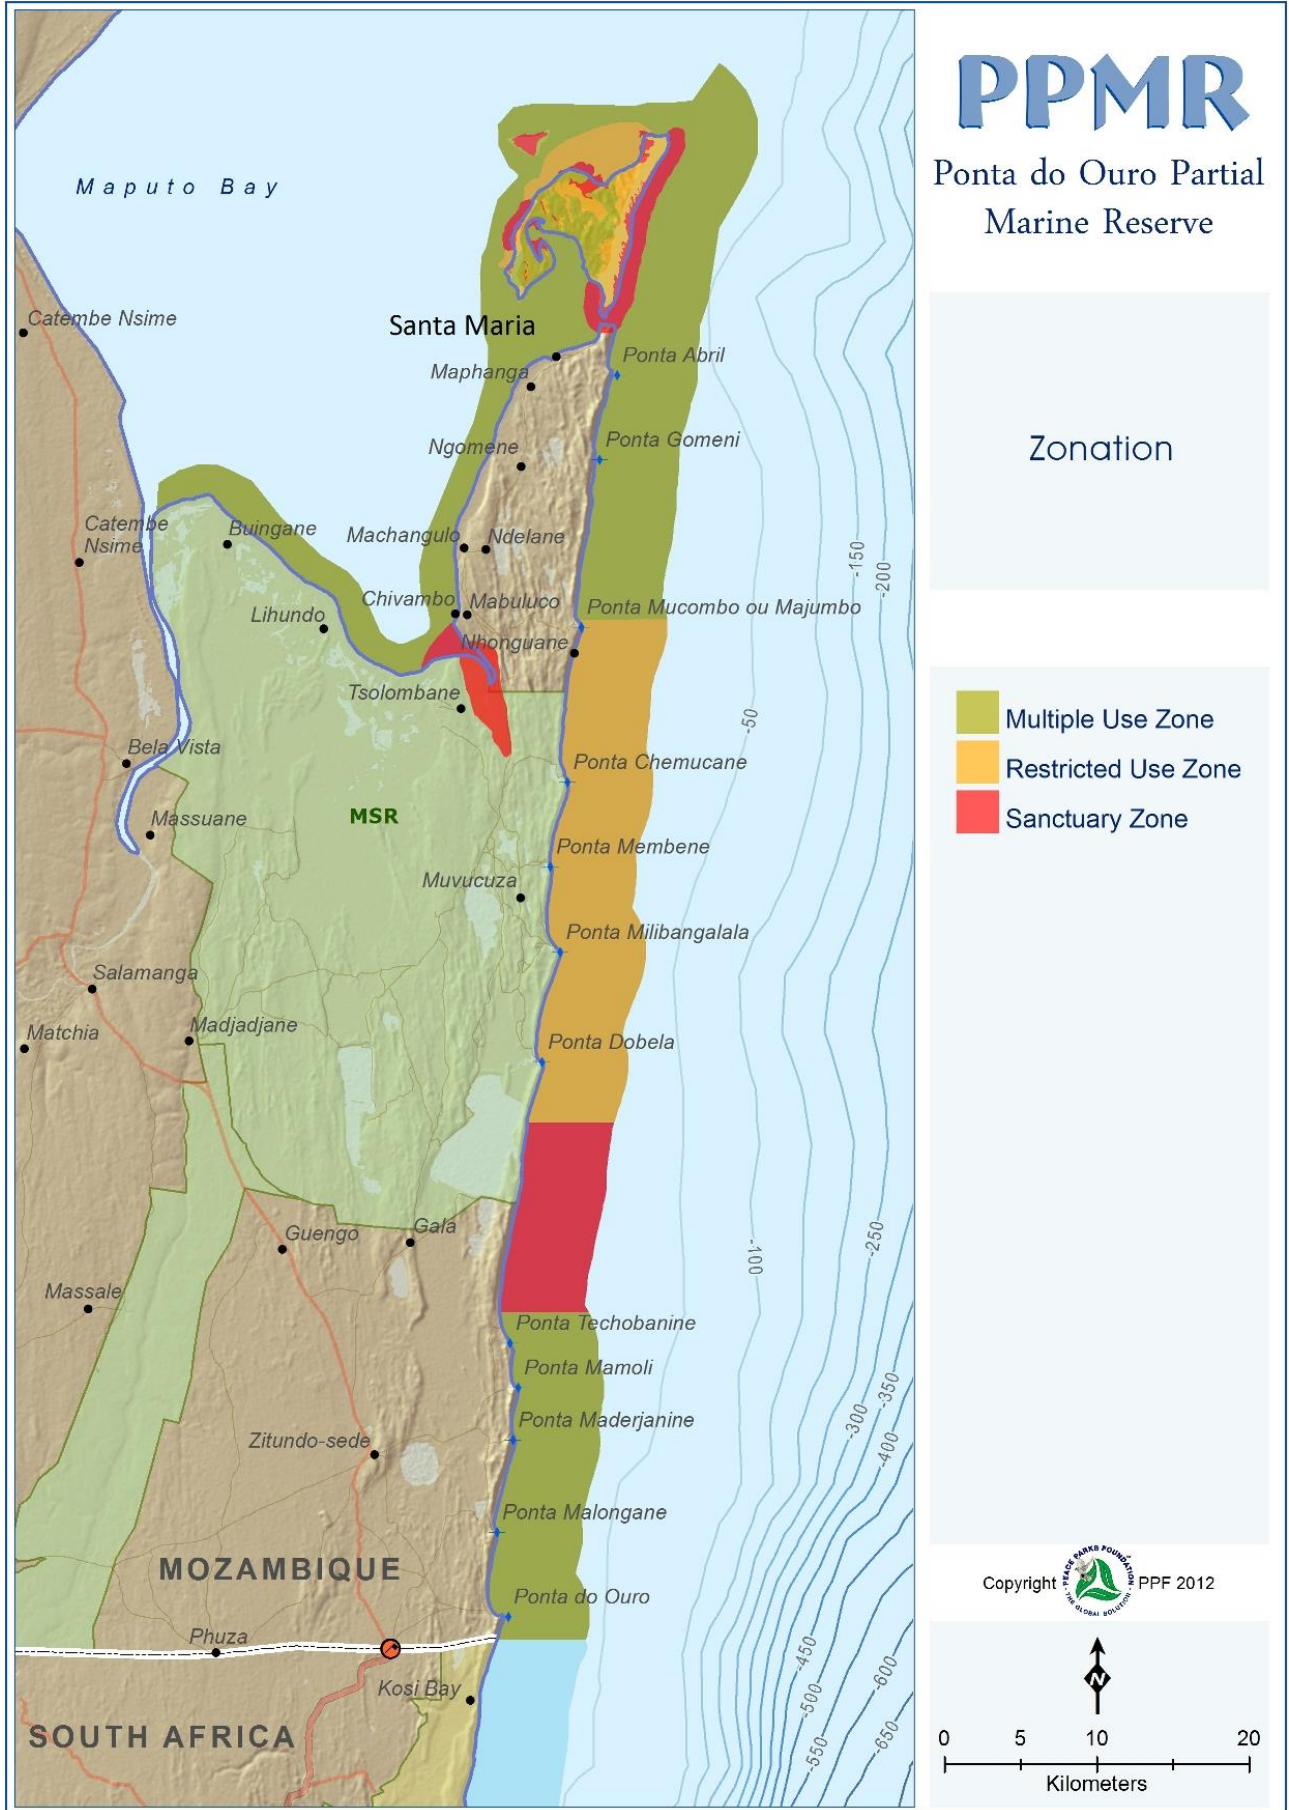 PPMR
Ponta do Ouro Partial
Marine Reserve
Zonation
Multiple Use Zone
Restricted Use Zone
Sanctuary Zone
Maputo Bay
Catembe Nsime
Santa Maria
Ponta Abril
Maphanga
Ponta Gomeni
Ngomene
Catembe
Nsime
Buingane
Machangulo
Ndelane
-150
-200
Chivambo
Mabuluco
Ponta Mucombo ou Majumbo
Lihundo
Nhonguane
Tsolombane
-50
Bela Vista
Ponta Chemucane
Massuane
MSR
Ponta Membene
Muvucuza
Ponta Milibangalala
Salamanga
Matchia
Madjadjane
Ponta Dobela
Guengo
Gala
-250
-100
Massale
Ponta Techobanine
Ponta Mamoli
-350
Ponta Maderjanine
-300
-400
Zitundo-sede
Ponta Malongane
MOZAMBIQUE
Ponta do Ouro
Phuza
-450
-600
Kosi Bay
-500
SOUTH AFRICA
-650
-550
Copyright
PEACE PARKS FOUNDATION
THE GLOBAL SOLUTION
PPF 2012
N
0 5 10 20
Kilometers